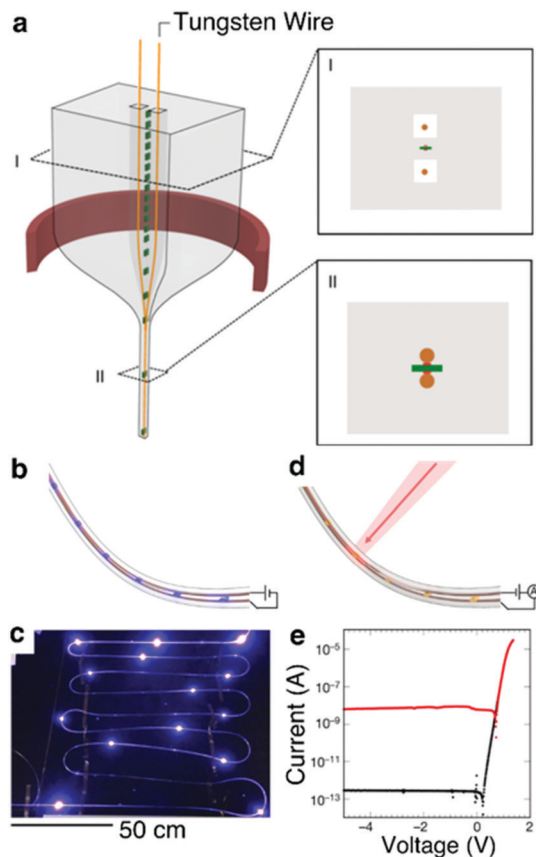 a
Tungsten Wire
I
I
II
II
b
d
A
c
50 cm
e
Current (A)
10⁻⁵
10⁻⁷
10⁻⁹
10⁻¹¹
10⁻¹³
−4 −2 0 2
Voltage (V)